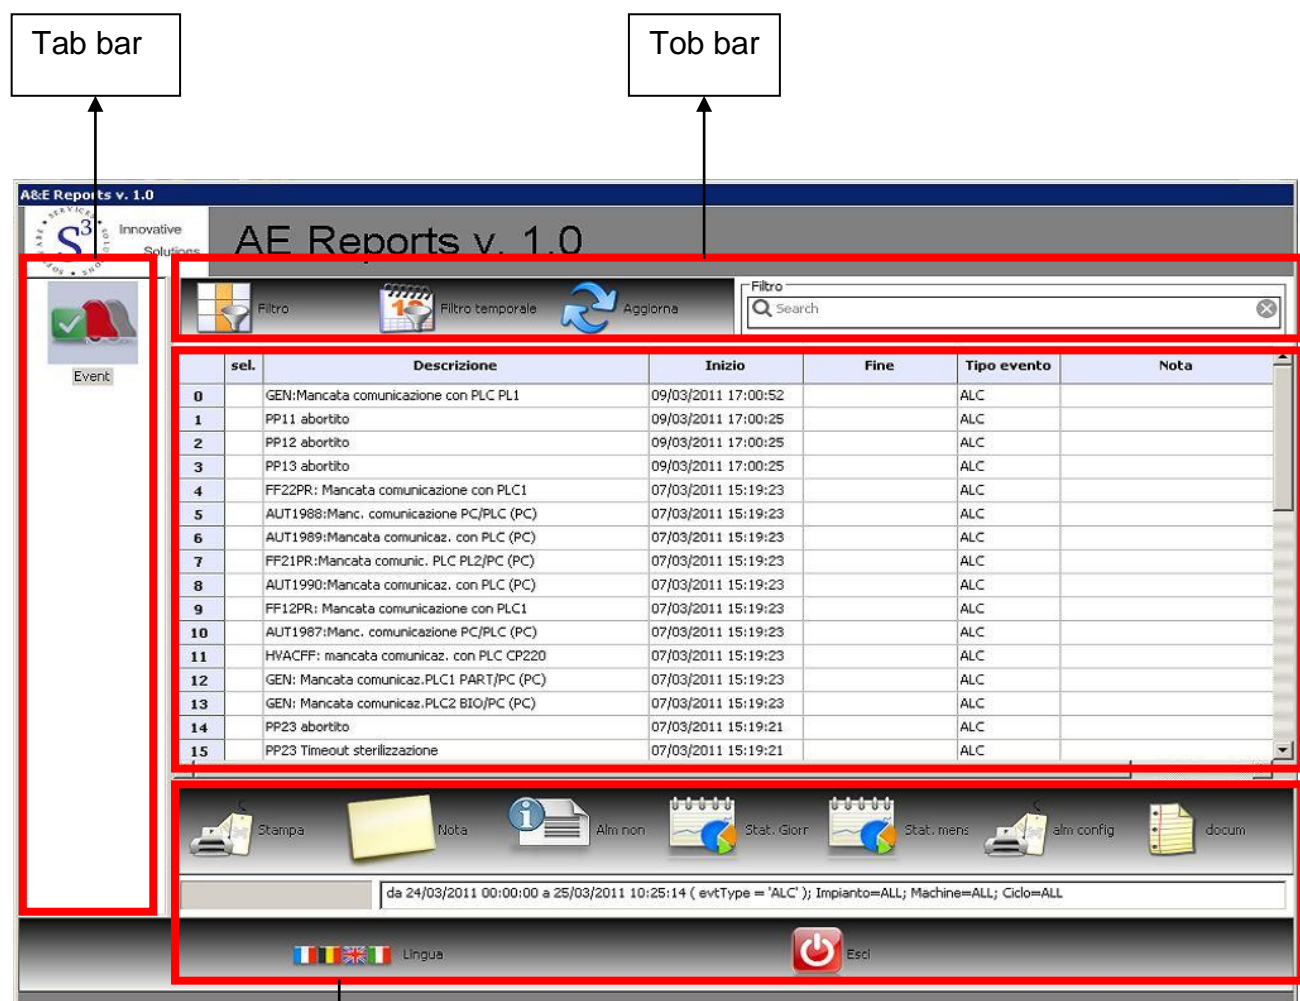 Tab bar
Tob bar
A&E Reports v. 1.0
SERVICES SOLUTIONS SOFTWARE
S3
Innovative
Solutions
AE Reports v. 1.0
Event
Filtro
Filtro temporale
Aggiorna
Filtro
Search
sel. Descrizione Inizio Fine Tipo evento Nota
0 GEN:Mancata comunicazione con PLC PL1 09/03/2011 17:00:52 ALC
1 PP11 abortito 09/03/2011 17:00:25 ALC
2 PP12 abortito 09/03/2011 17:00:25 ALC
3 PP13 abortito 09/03/2011 17:00:25 ALC
4 FF22PR: Mancata comunicazione con PLC1 07/03/2011 15:19:23 ALC
5 AUT1988:Manc. comunicazione PC/PLC (PC) 07/03/2011 15:19:23 ALC
6 AUT1989:Mancata comunicaz. con PLC (PC) 07/03/2011 15:19:23 ALC
7 FF21PR:Mancata comunic. PLC PL2/PC (PC) 07/03/2011 15:19:23 ALC
8 AUT1990:Mancata comunicaz. con PLC (PC) 07/03/2011 15:19:23 ALC
9 FF12PR: Mancata comunicazione con PLC1 07/03/2011 15:19:23 ALC
10 AUT1987:Manc. comunicazione PC/PLC (PC) 07/03/2011 15:19:23 ALC
11 HVACFF: mancata comunicaz. con PLC CP220 07/03/2011 15:19:23 ALC
12 GEN: Mancata comunicaz.PLC1 PART/PC (PC) 07/03/2011 15:19:23 ALC
13 GEN: Mancata comunicaz.PLC2 BIO/PC (PC) 07/03/2011 15:19:23 ALC
14 PP23 abortito 07/03/2011 15:19:21 ALC
15 PP23 Timeout sterilizzazione 07/03/2011 15:19:21 ALC
Stampa
Nota
Alm non
Stat. Giorr
Stat. mens
alm config
docum
da 24/03/2011 00:00:00 a 25/03/2011 10:25:14 ( evtType = 'ALC' ); Impianto=ALL; Machine=ALL; Ciclo=ALL
Lingua
Esci